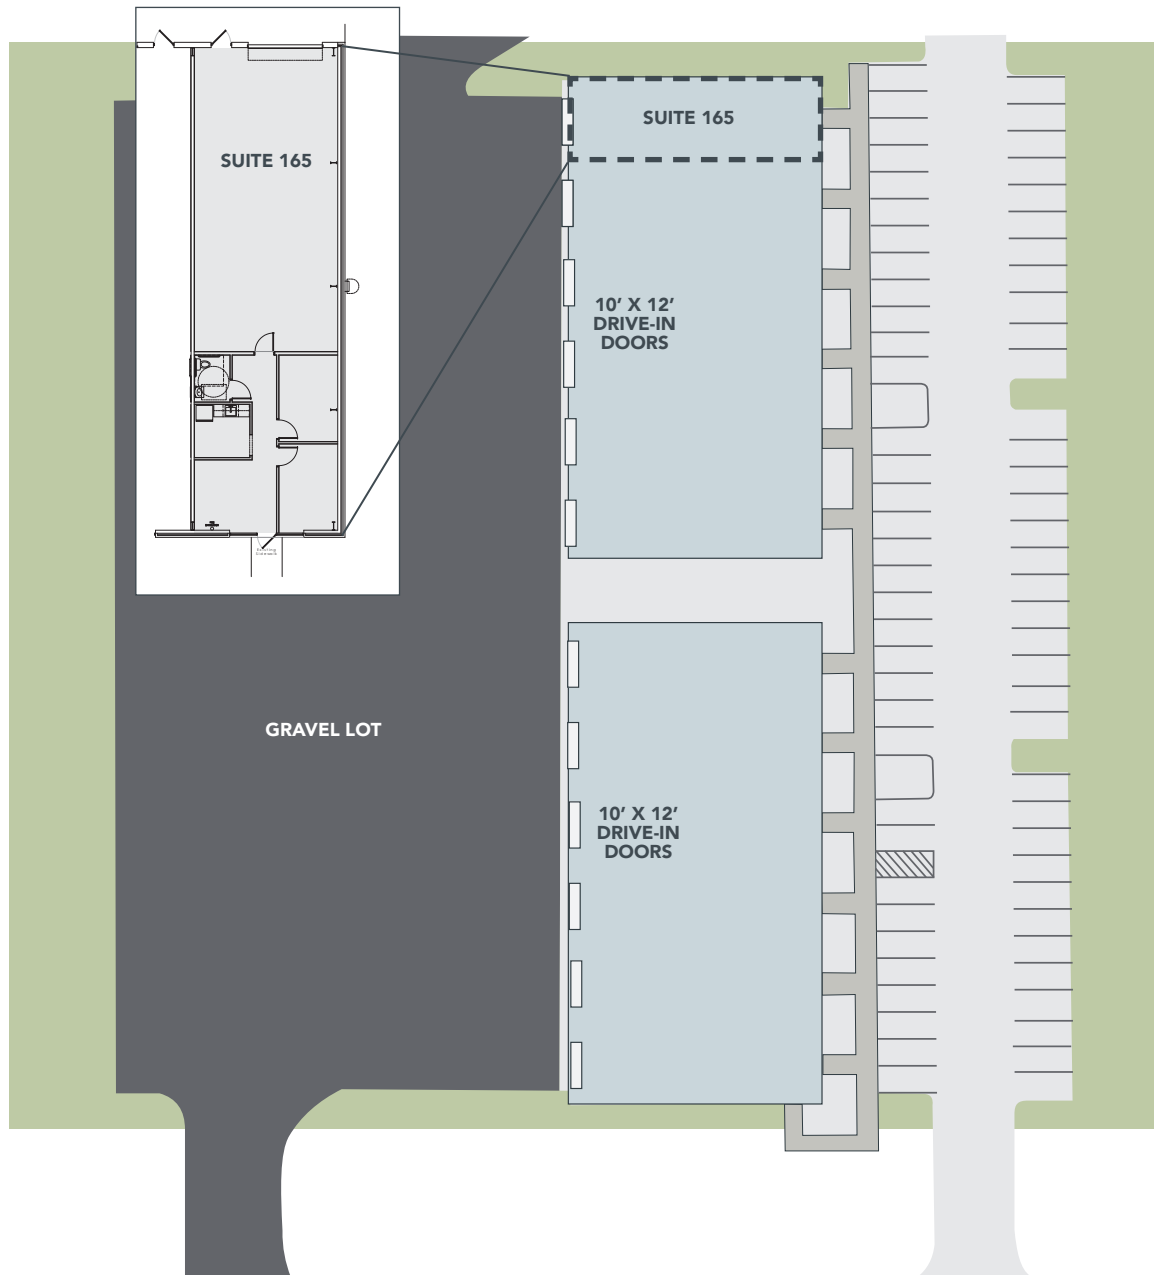 SUITE 165
SUITE 165
10’ X 12’
DRIVE-IN
DOORS
GRAVEL LOT
10’ X 12’
DRIVE-IN
DOORS